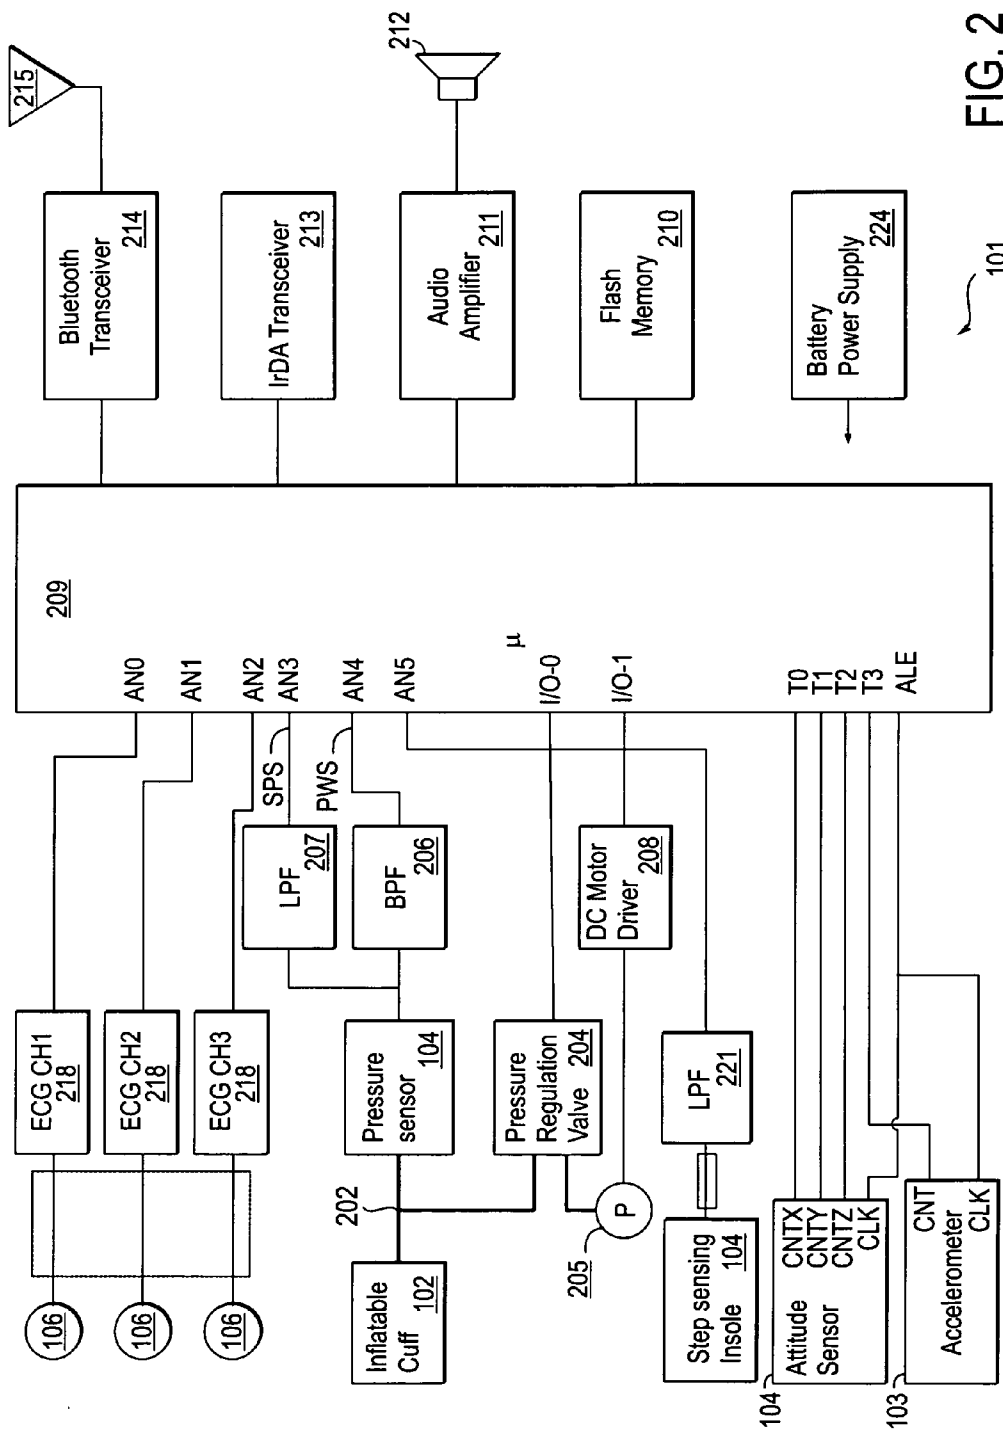 106
106
106
ECG CH1
218
ECG CH2
218
ECG CH3
218
Inflatable
Cuff
102
202
Pressure
sensor
104
LPF
207
BPF
206
SPS
PWS
Pressure
Regulation
Valve
204
P
205
DC Motor
Driver
208
Step sensing
Insole
104
LPF
221
Attitude
Sensor
CNTX
CNTY
CNTZ
CLK
104
Accelerometer
CNT
CLK
103
209
AN0
AN1
AN2
AN3
AN4
AN5
μ
I/O-0
I/O-1
T0
T1
T2
T3
ALE
Bluetooth
Transceiver
214
215
IrDA Transceiver
213
Audio
Amplifier
211
212
Flash
Memory
210
Battery
Power Supply
224
101
FIG. 2